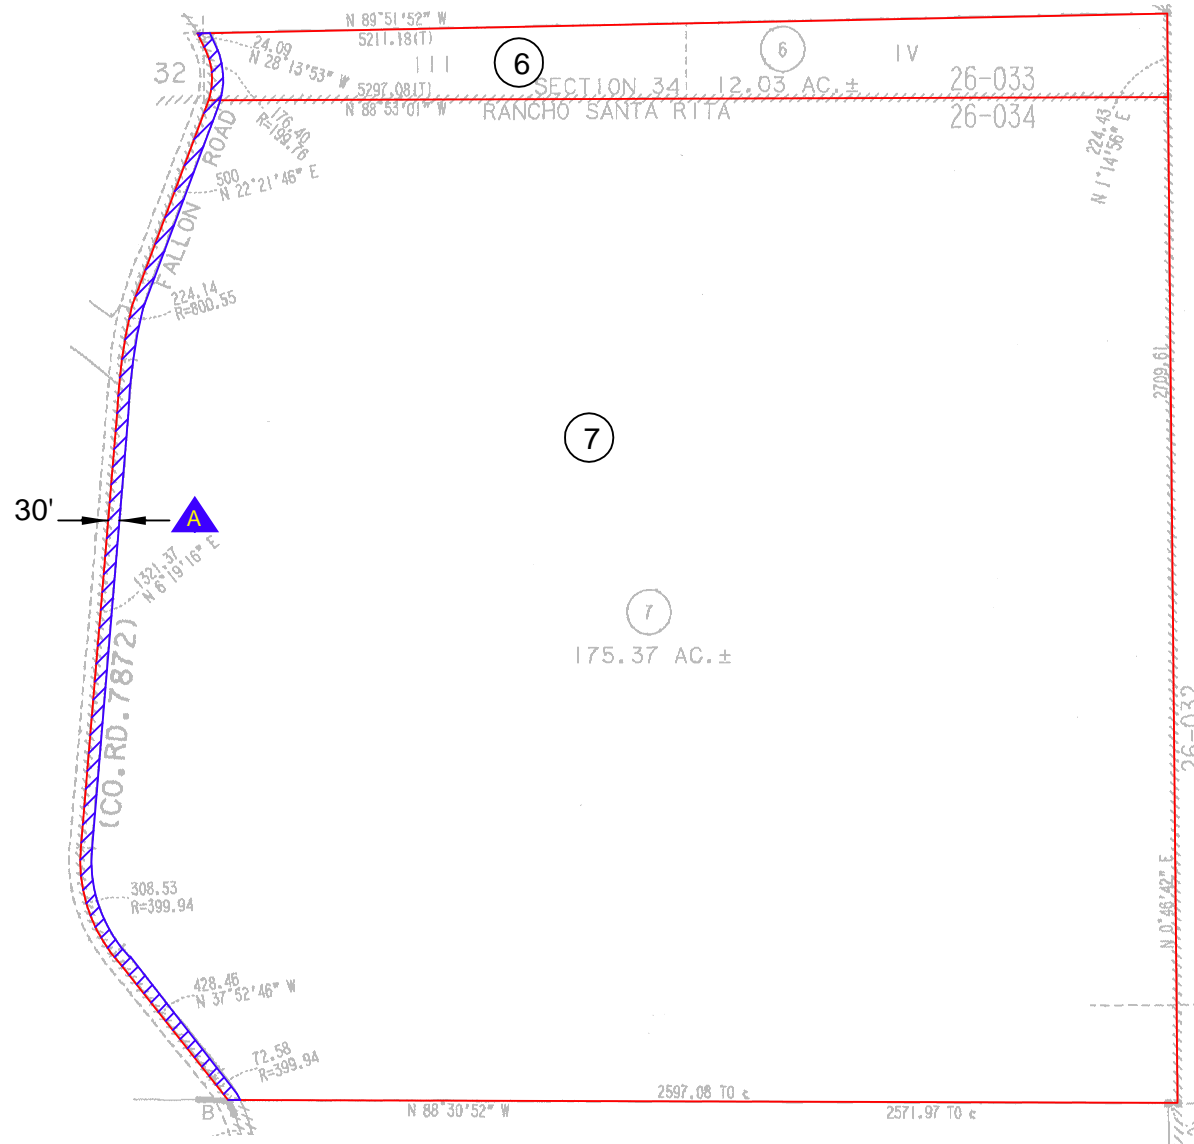 N 89°51'52" W
5211.18(T)
24.09
N 28°13'53" W
32
III
6
6
IV
SECTION 34
12.03 AC.±
26-033
5297.08(T)
N 88°53'01" W
RANCHO SANTA RITA
26-034
176.40
R=199.76
224.43
N 1°14'56" E
500
N 22°21'46" E
FALLON ROAD
224.14
R=800.55
2709.61
7
30'
A
1321.37
N 6°19'16" E
7
175.37 AC.±
(CO.RD.7872)
26-032
308.53
R=399.94
N 0°46'42" E
428.46
N 37°52'46" W
72.58
R=399.94
B
N 88°30'52" W
2597.08 TO ¢
2571.97 TO ¢